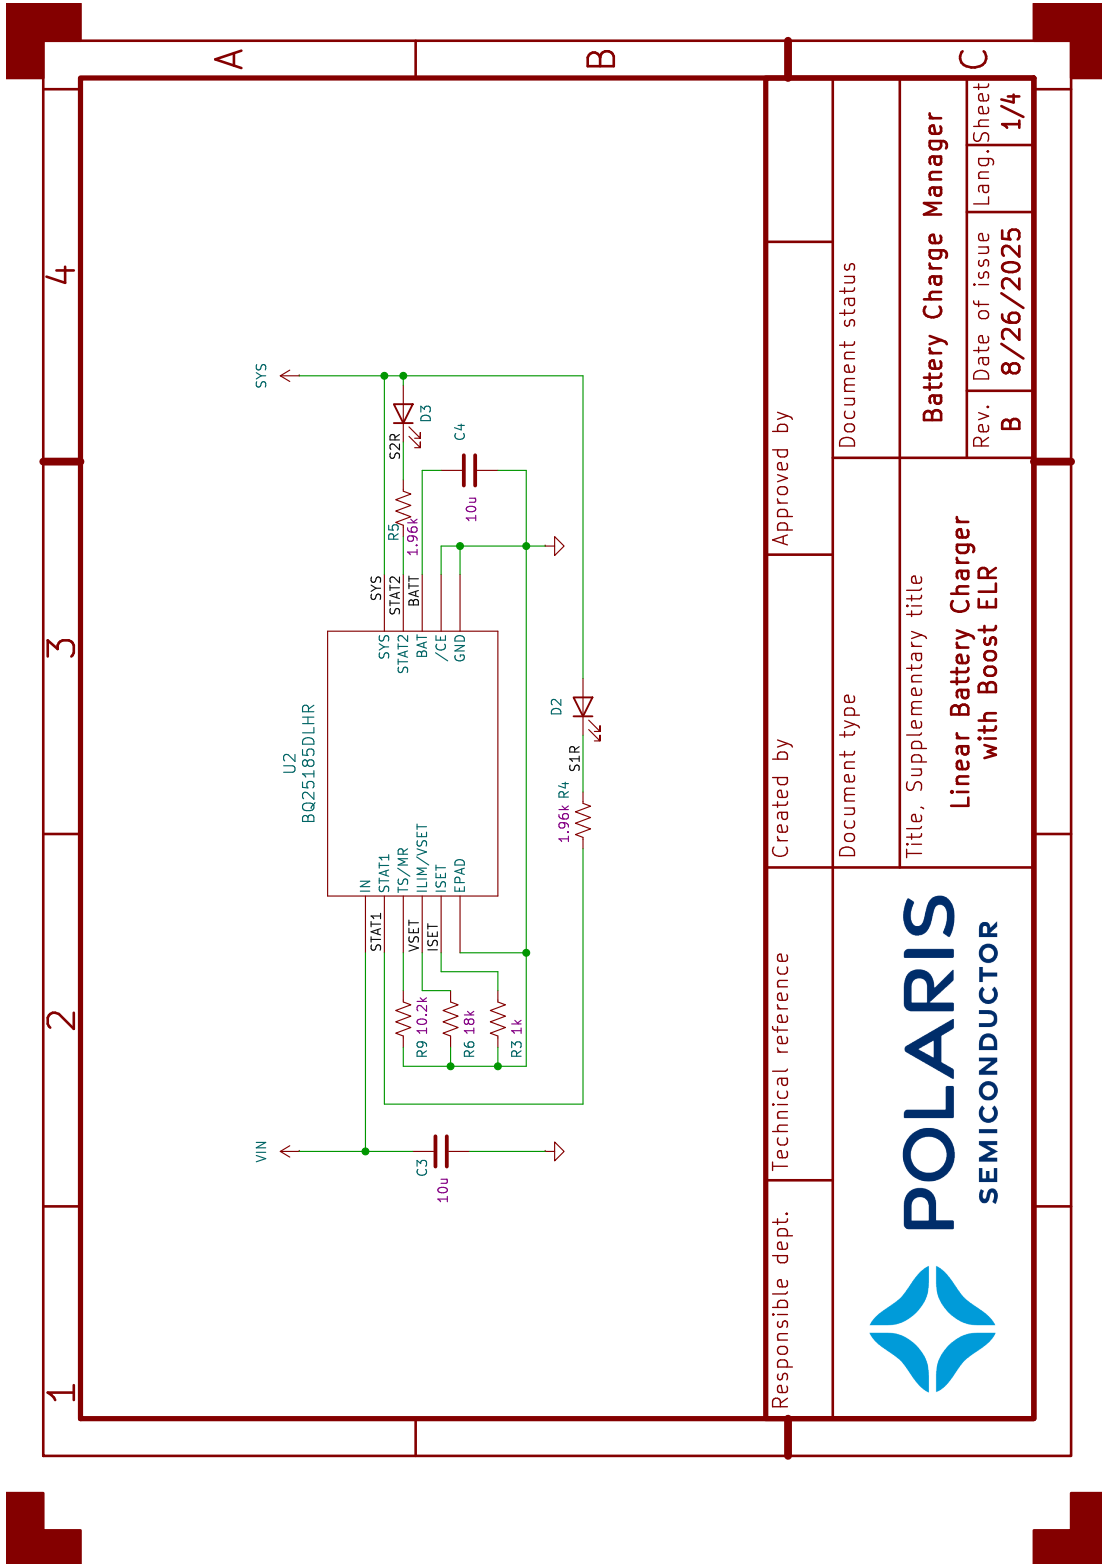 1
2
3
4
A
B
C
VIN
SYS
U2
BQ25185DLHR
IN
STAT1
TS/MR
ILIM/VSET
ISET
EPAD
SYS
STAT2
BAT
/CE
GND
STAT1
VSET
ISET
SYS
STAT2
BATT
S2R
D3
R5
1.96k
C4
10u
R9 10.2k
R6 18k
R3 1k
C3
10u
D2
S1R
1.96k R4
Responsible dept.
Technical reference
Created by
Approved by
Document type
Document status
POLARIS
SEMICONDUCTOR
Title, Supplementary title
Linear Battery Charger
with Boost ELR
Battery Charge Manager
Rev.
B
Date of issue
8/26/2025
Lang.
Sheet
1/4